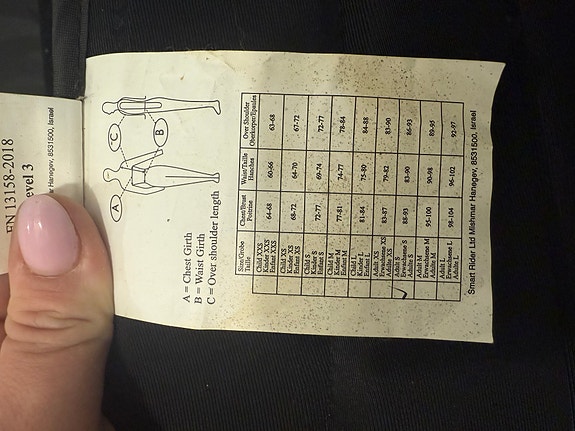 EN 13158-2018
evel 3
Hanegev, 8531500, Israel
A
B
C
A = Chest Girth
B = Waist Girth
C = Over shoulder length
Size/Grobe
Taille
Chest/Brust
Poitrine
Waist/Taille
Hanches
Over Shoulder
Child XXS
Kinder XXS
Enfant XXS
64-68
60-66
63-68
Child XS
Kinder XS
Enfant XS
68-72
64-70
67-72
Child S
Kinder S
Enfant S
72-77
69-74
72-77
Child M
Kinder M
Enfant M
77-81
74-77
78-84
Child L
Kinder L
Enfant L
81-84
75-80
84-88
Adult XS
Erwachsene XS
Adulte XS
83-87
79-82
83-90
Adult S
Erwachsene S
Adulte S
88-93
83-90
86-93
Adult M
Erwachsene M
Adulte M
95-100
90-98
89-95
Adult L
Erwachsene L
Adulte L
98-104
96-102
92-97
Smart Rider Ltd Mishmar Hanegev, 8531500, Israel